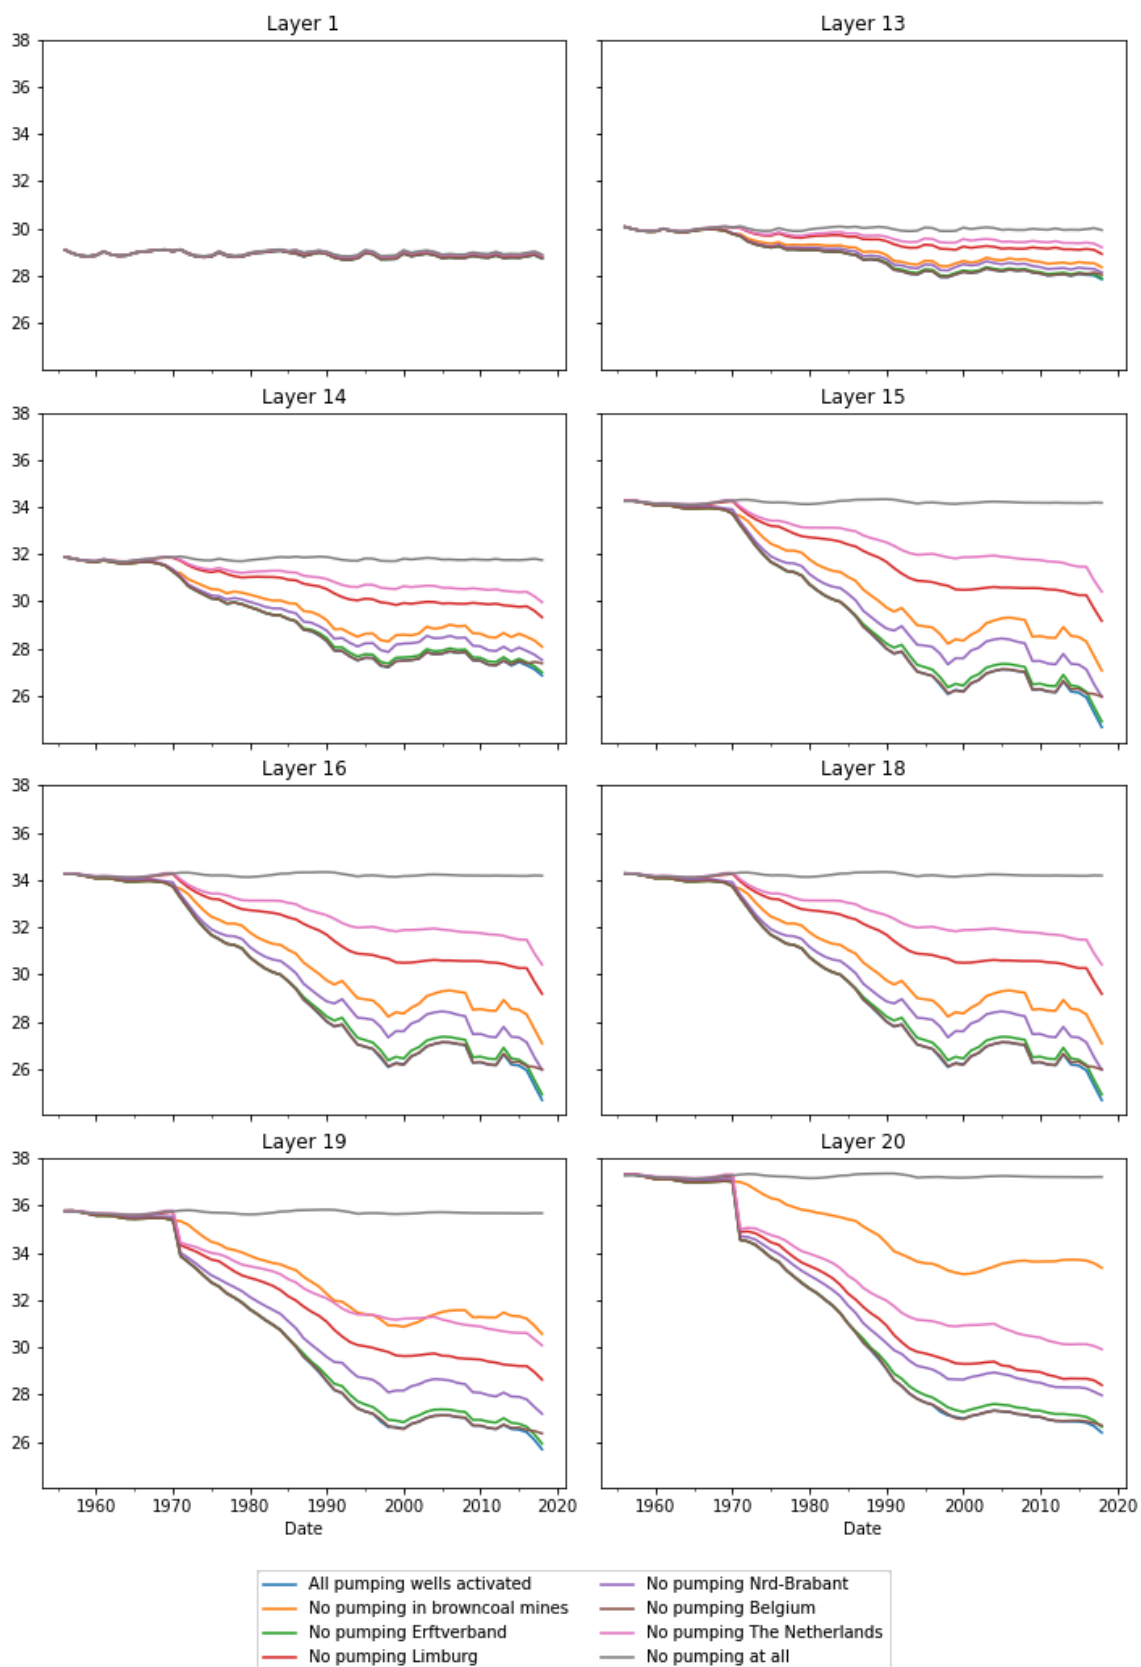 Layer 1
Layer 13
38
36
34
32
30
28
26
Layer 14
Layer 15
38
36
34
32
30
28
26
Layer 16
Layer 18
38
36
34
32
30
28
26
Layer 19
Layer 20
38
36
34
32
30
28
26
1960 1970 1980 1990 2000 2010 2020
1960 1970 1980 1990 2000 2010 2020
Date
Date
All pumping wells activated
No pumping in browncoal mines
No pumping Erftverband
No pumping Limburg
No pumping Nrd-Brabant
No pumping Belgium
No pumping The Netherlands
No pumping at all